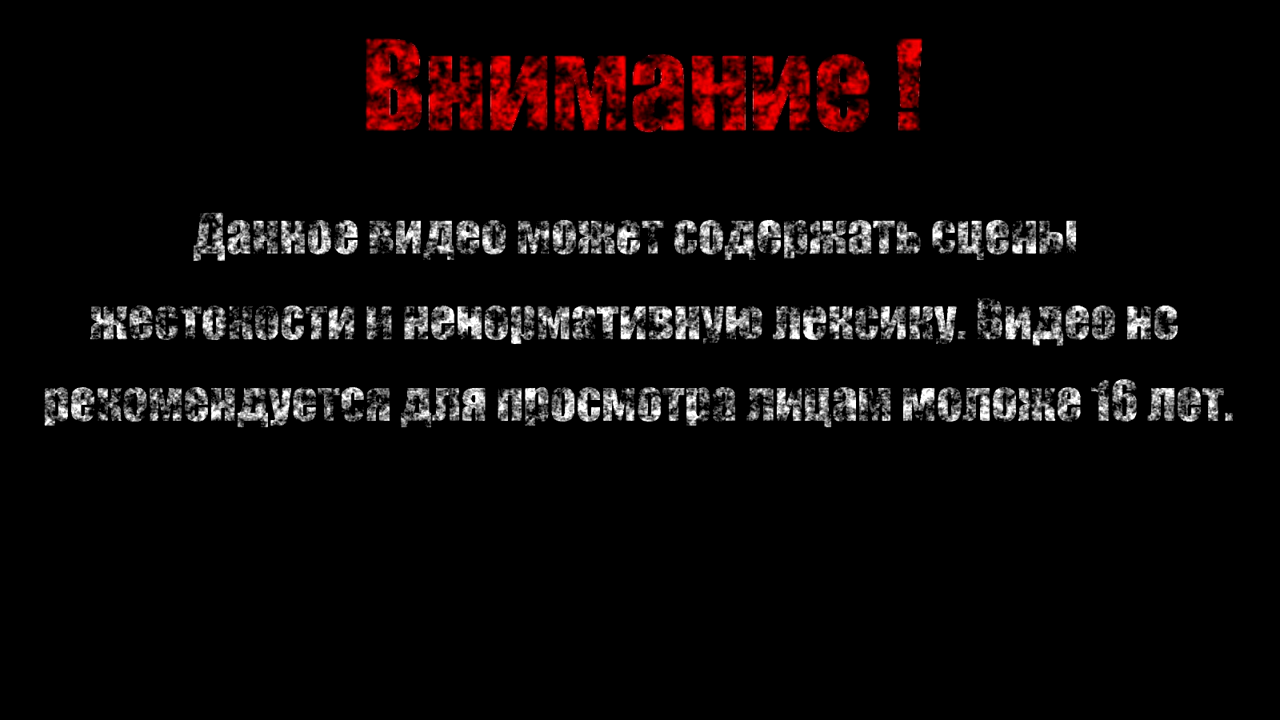 Внимание !
Данное видео может содержать сцены
жестокости и ненормативную лексику. Видео не
рекомендуется для просмотра лицам моложе 16 лет.